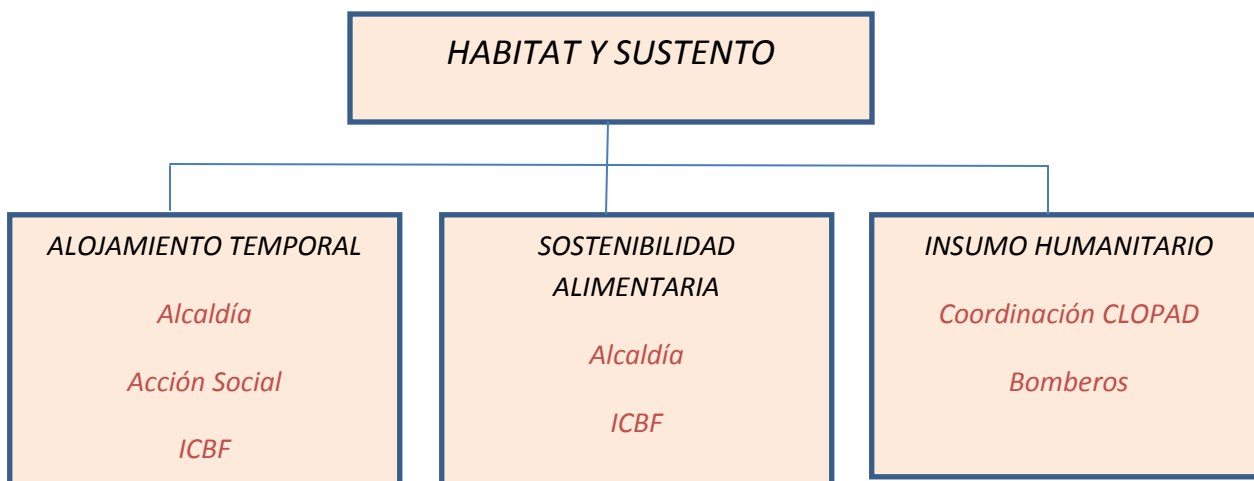 HABITAT Y SUSTENTO
ALOJAMIENTO TEMPORAL
Alcaldía
Acción Social
ICBF
SOSTENIBILIDAD
ALIMENTARIA
Alcaldía
ICBF
INSUMO HUMANITARIO
Coordinación CLOPAD
Bomberos